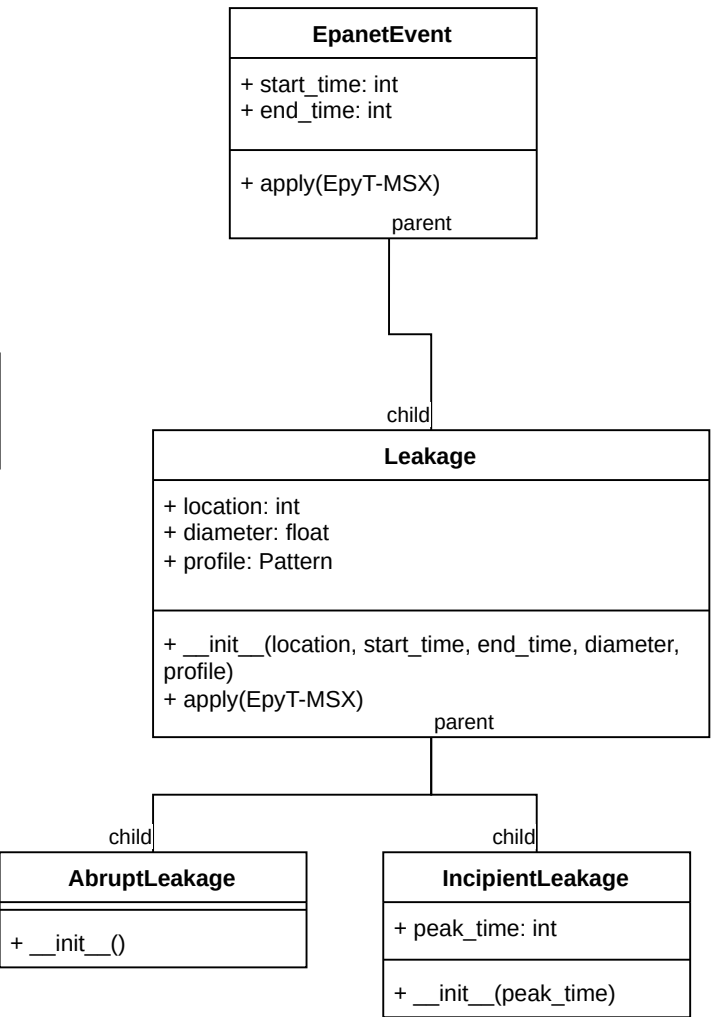 EpanetEvent
+ start_time: int
+ end_time: int
+ apply(EpyT-MSX)
parent
child
Leakage
+ location: int
+ diameter: float
+ profile: Pattern
+ __init__(location, start_time, end_time, diameter,
profile)
+ apply(EpyT-MSX)
parent
child
child
AbruptLeakage
+ __init__()
IncipientLeakage
+ peak_time: int
+ __init__(peak_time)